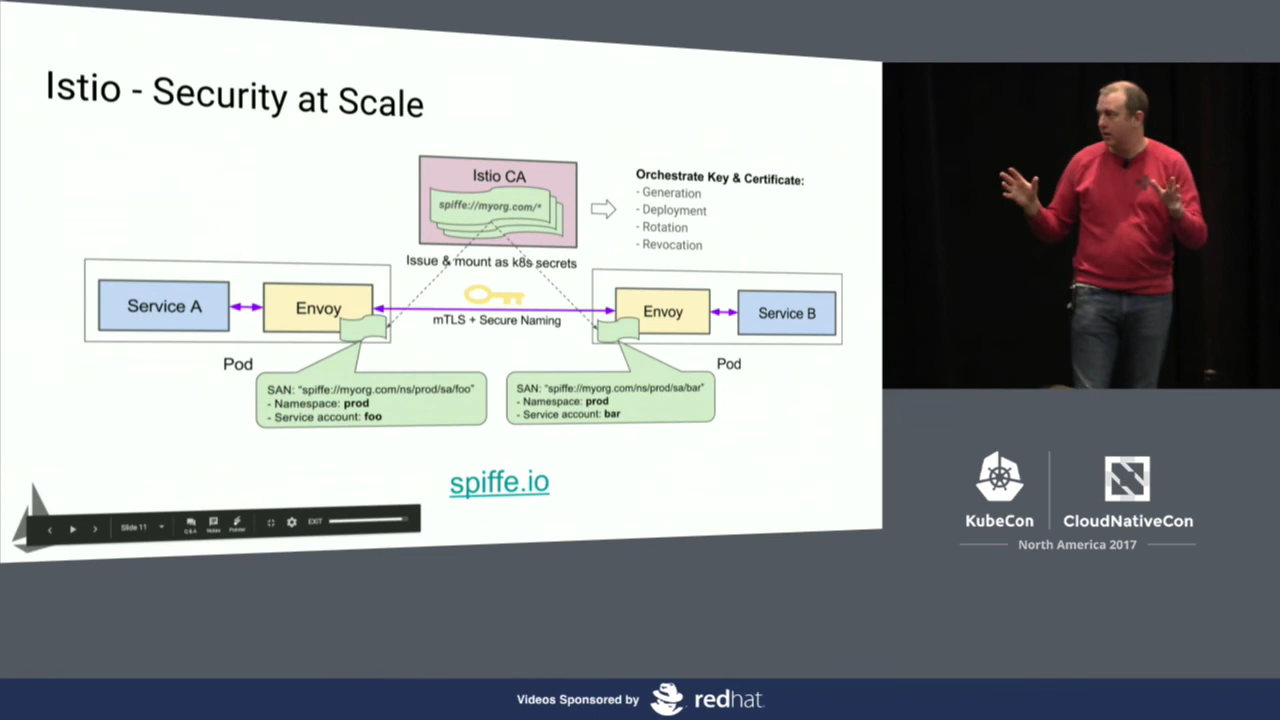 Istio - Security at Scale
Istio CA
spiffe://myorg.com/*
Orchestrate Key & Certificate:
- Generation
- Deployment
- Rotation
- Revocation
Issue & mount as k8s secrets
Service A
Envoy
mTLS + Secure Naming
Envoy
Service B
Pod
Pod
SAN: "spiffe://myorg.com/ns/prod/sa/foo"
- Namespace: prod
- Service account: foo
SAN: "spiffe://myorg.com/ns/prod/sa/bar"
- Namespace: prod
- Service account: bar
spiffe.io
Slide 11
Q&A
Notes
Pointer
EXIT
KubeCon
CloudNativeCon
North America 2017
Videos Sponsored by
redhat